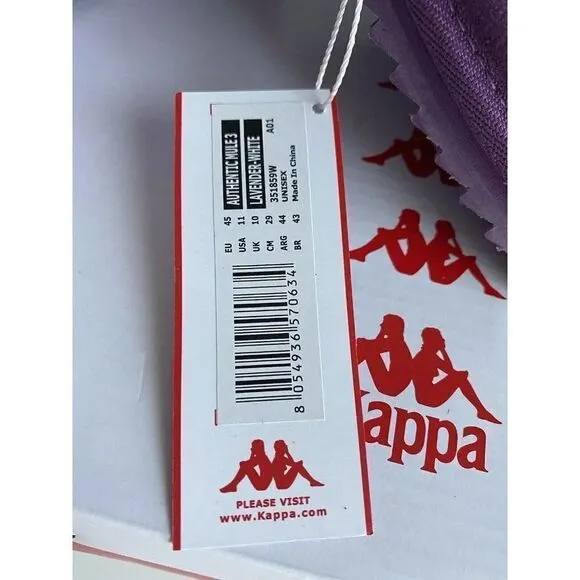 AUTHENTIC MULE 3
LAVENDER-WHITE A01
351859W
UNISEX
Made In China
EU 45
USA 11
UK 10
CM 29
ARG 44
BR 43
8 054936 570634
PLEASE VISIT
www.Kappa.com
Kappa